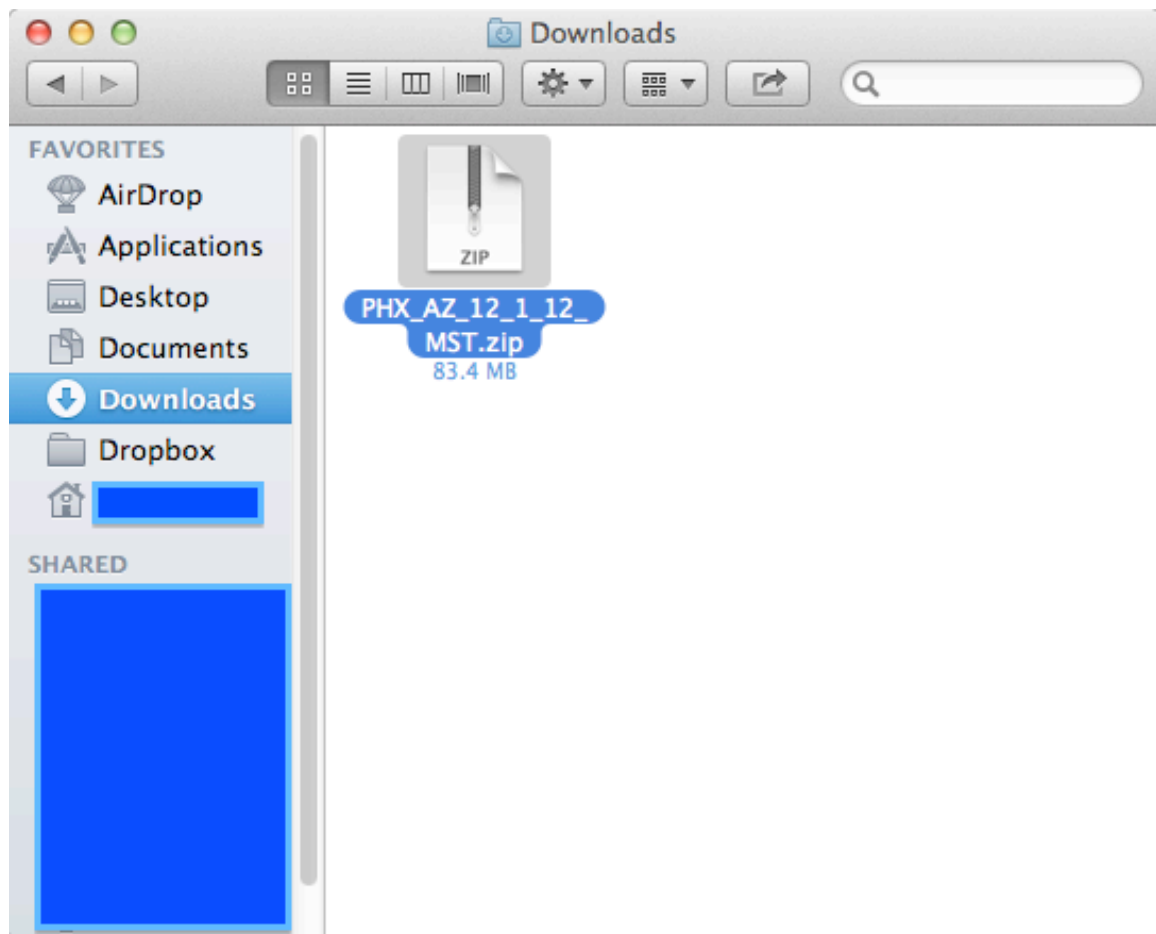 Downloads
FAVORITES
AirDrop
Applications
Desktop
Documents
Downloads
Dropbox
SHARED
ZIP
PHX_AZ_12_1_12_
MST.zip
83.4 MB